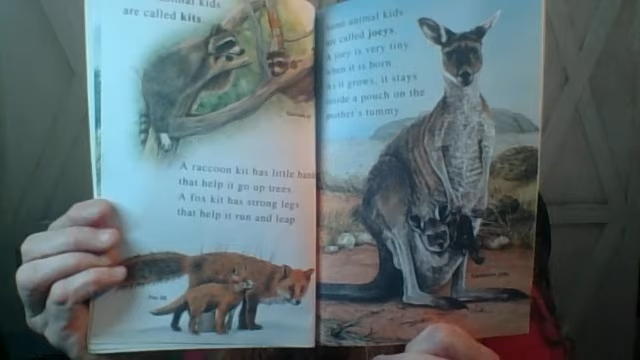 animal kids
are called kits.
A raccoon kit has little
that help it go up trees.
A fox kit has strong legs
that help it run and leap
animal kids
are called joeys.
A joey is very tiny
when it is born.
As it grows, it stays
inside a pouch on the
mother's tummy.